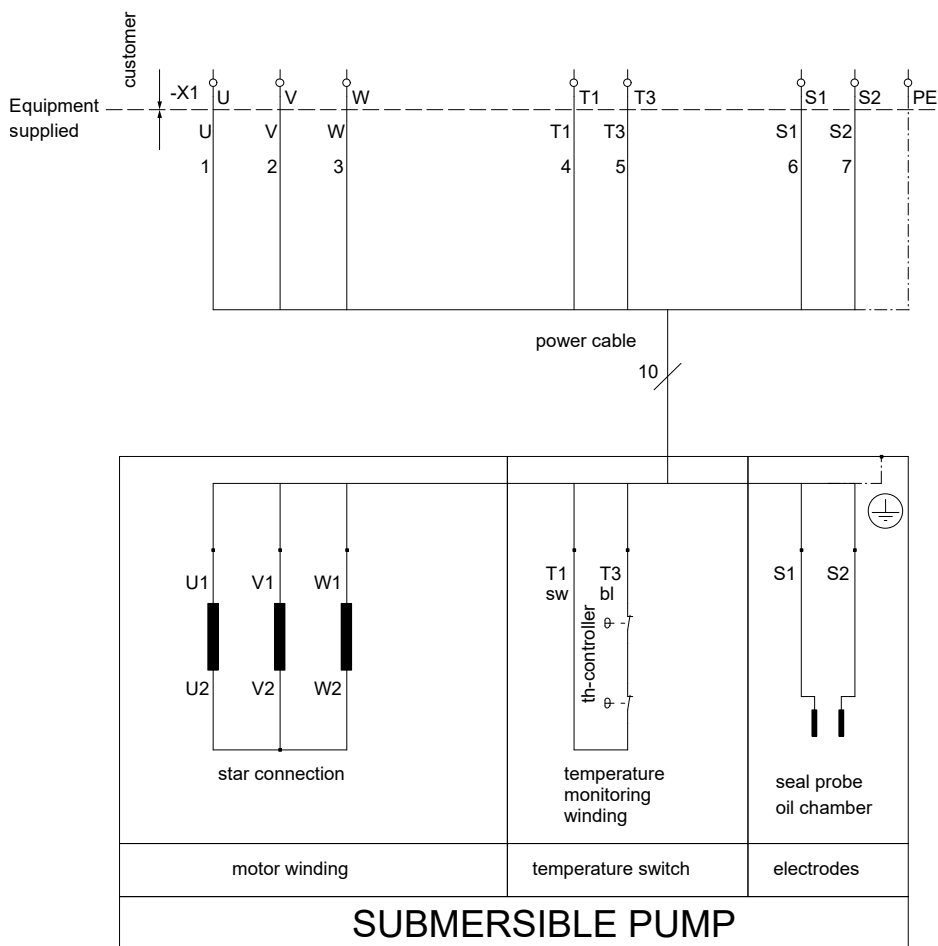 customer
-X1 U V W T1 T3 S1 S2 PE
Equipment
supplied
U V W T1 T3 S1 S2
1 2 3 4 5 6 7
power cable
10
U1 V1 W1 T1 T3 S1 S2
sw bl
th-controller
U2 V2 W2
star connection
temperature
monitoring
winding
seal probe
oil chamber
motor winding
temperature switch
electrodes
SUBMERSIBLE PUMP